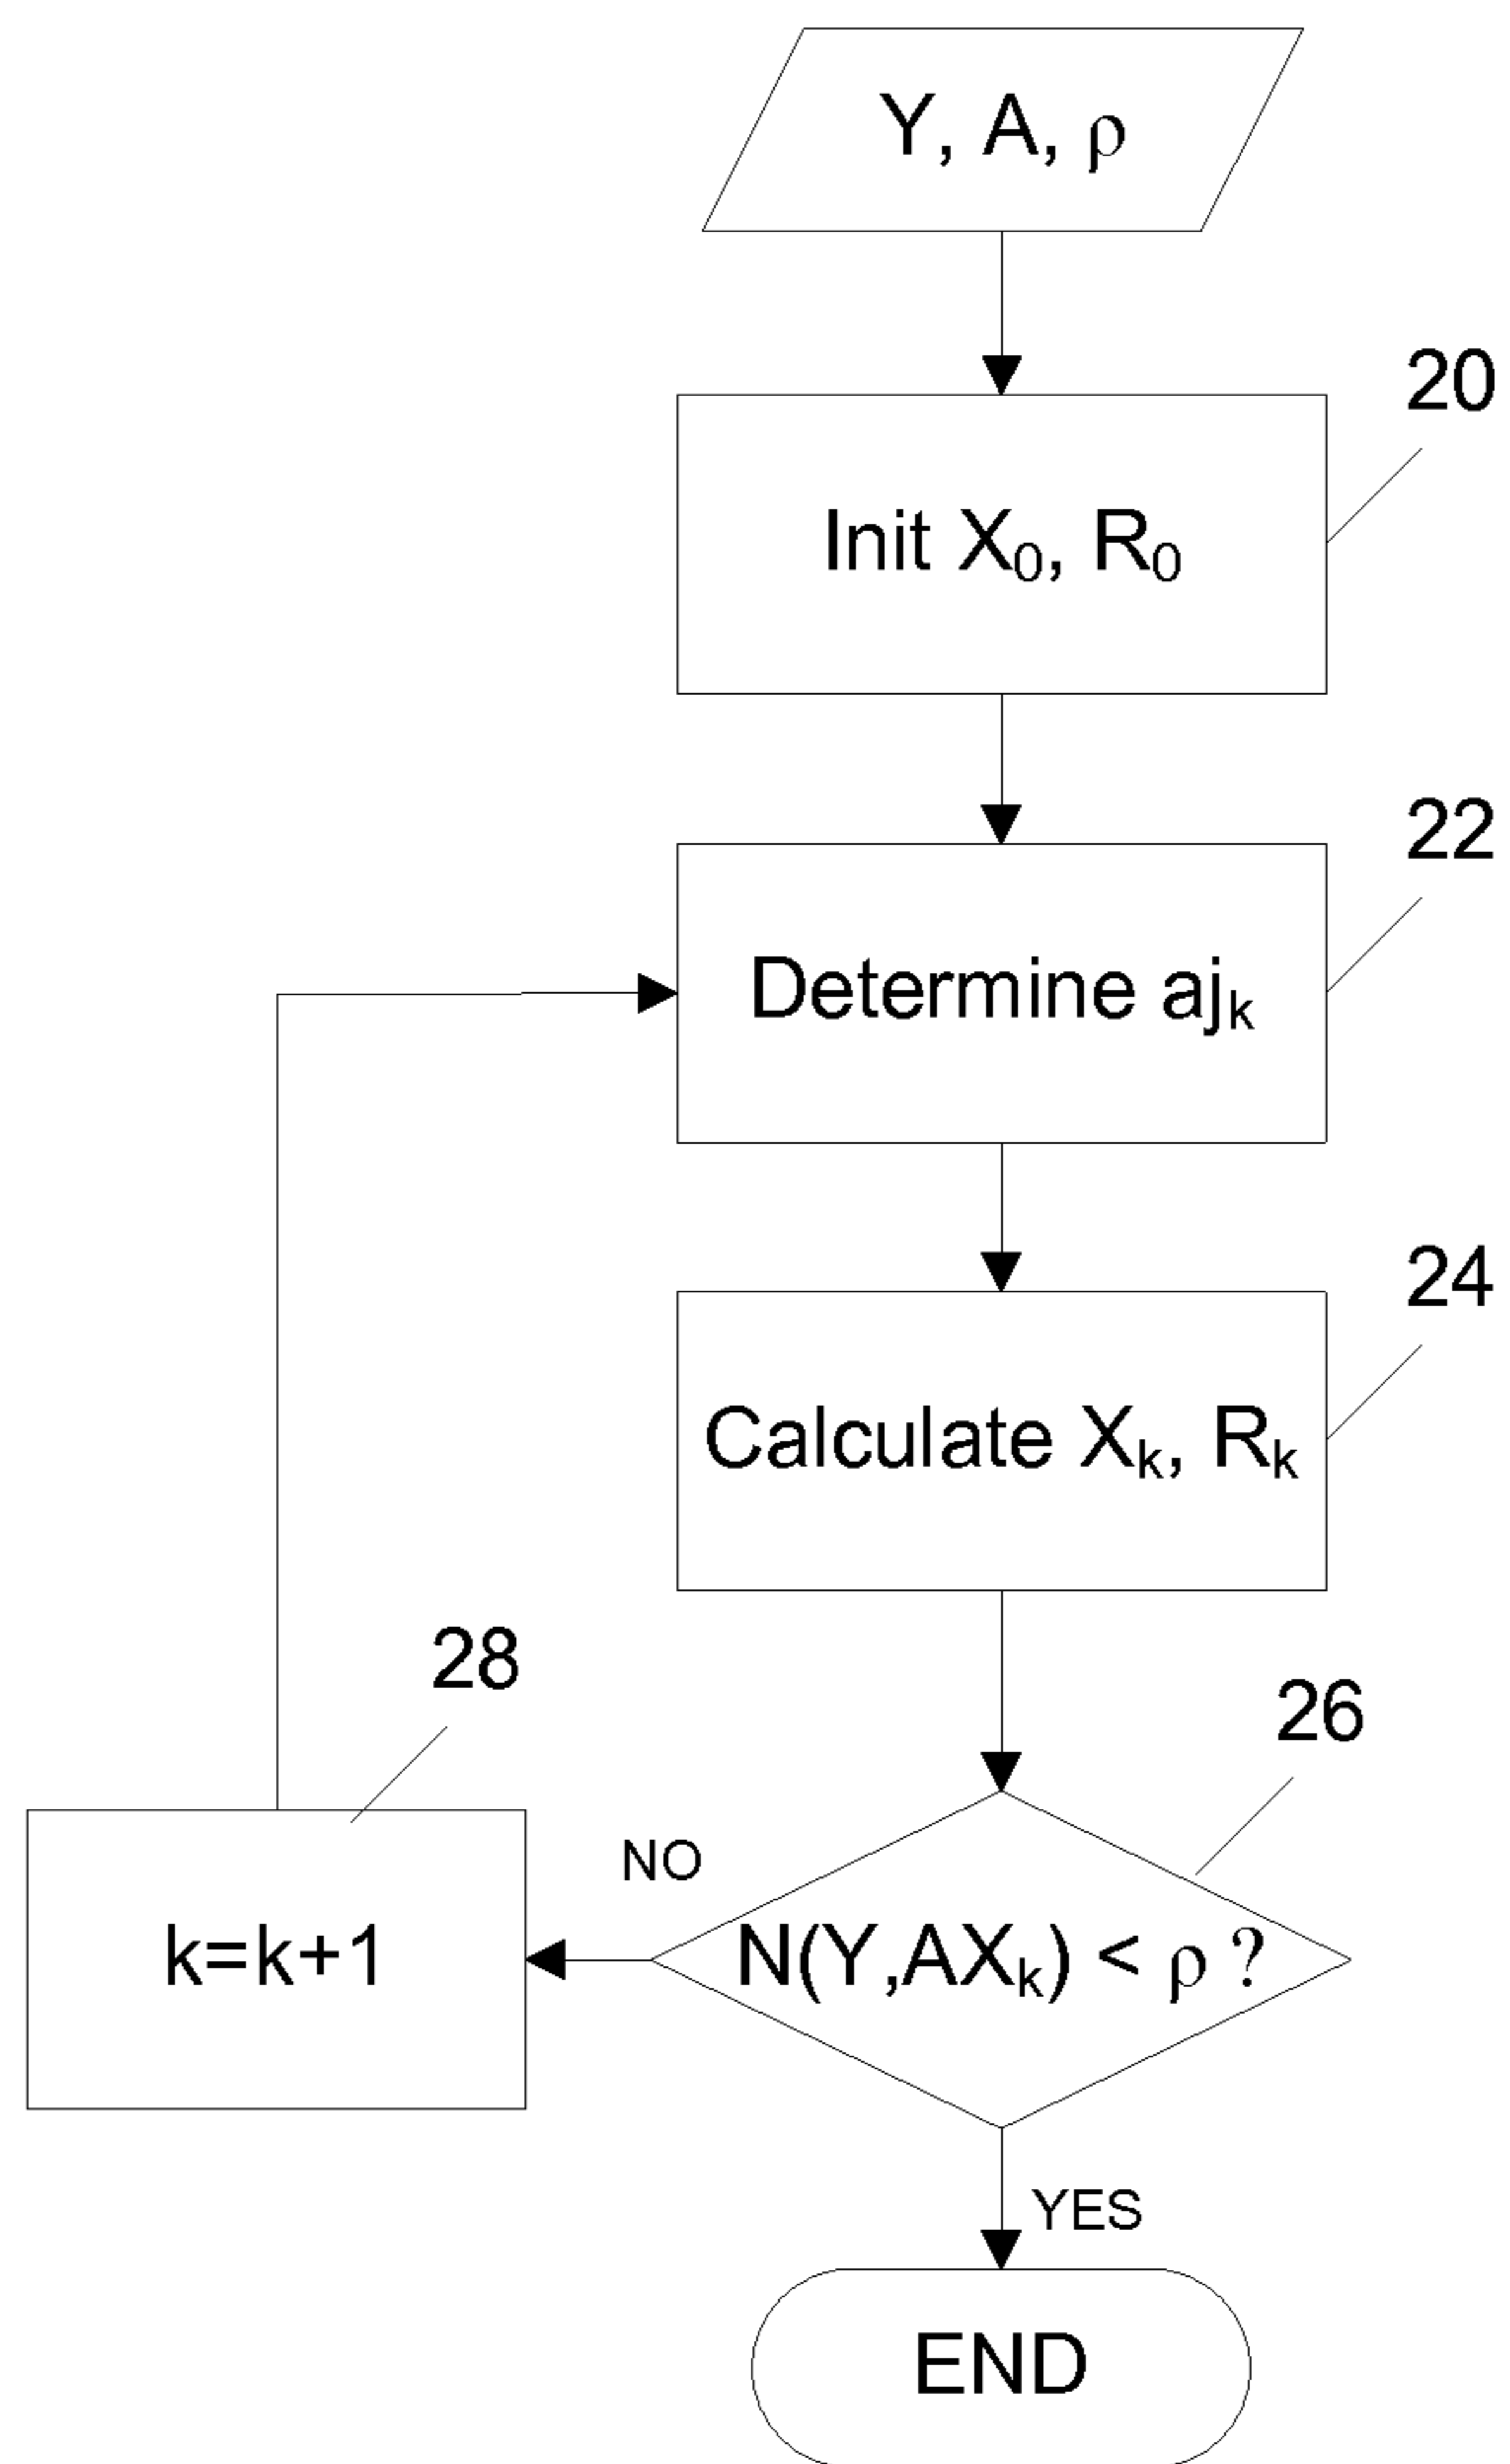 Y, A, ρ
20
Init X₀, R₀
22
Determine ajₖ
24
Calculate Xₖ, Rₖ
28
26
NO
k=k+1
N(Y,AXₖ) < ρ ?
YES
END